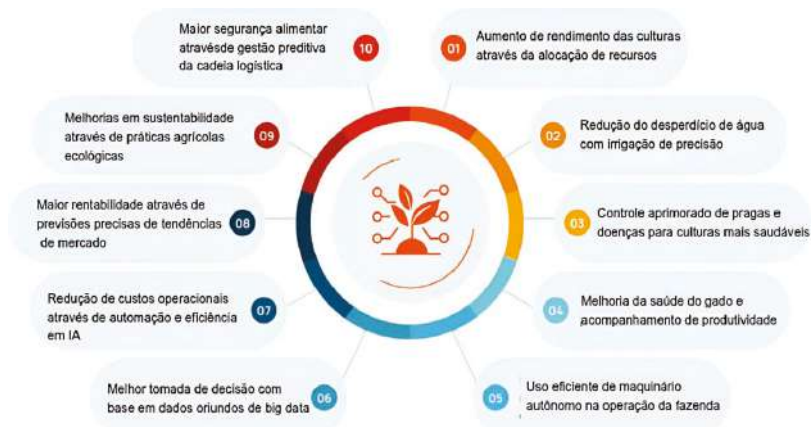 01
Aumento de rendimento das culturas
através da alocação de recursos
02
Redução do desperdício de água
com irrigação de precisão
03
Controle aprimorado de pragas e
doenças para culturas mais saudáveis
04
Melhoria da saúde do gado e
acompanhamento de produtividade
05
Uso eficiente de maquinário
autônomo na operação da fazenda
06
Melhor tomada de decisão com
base em dados oriundos de big data
07
Redução de custos operacionais
através de automação e eficiência
em IA
08
Maior rentabilidade através de
previsões precisas de tendências
de mercado
09
Melhorias em sustentabilidade
através de práticas agrícolas
ecológicas
10
Maior segurança alimentar
atravésde gestão preditiva
da cadeia logística